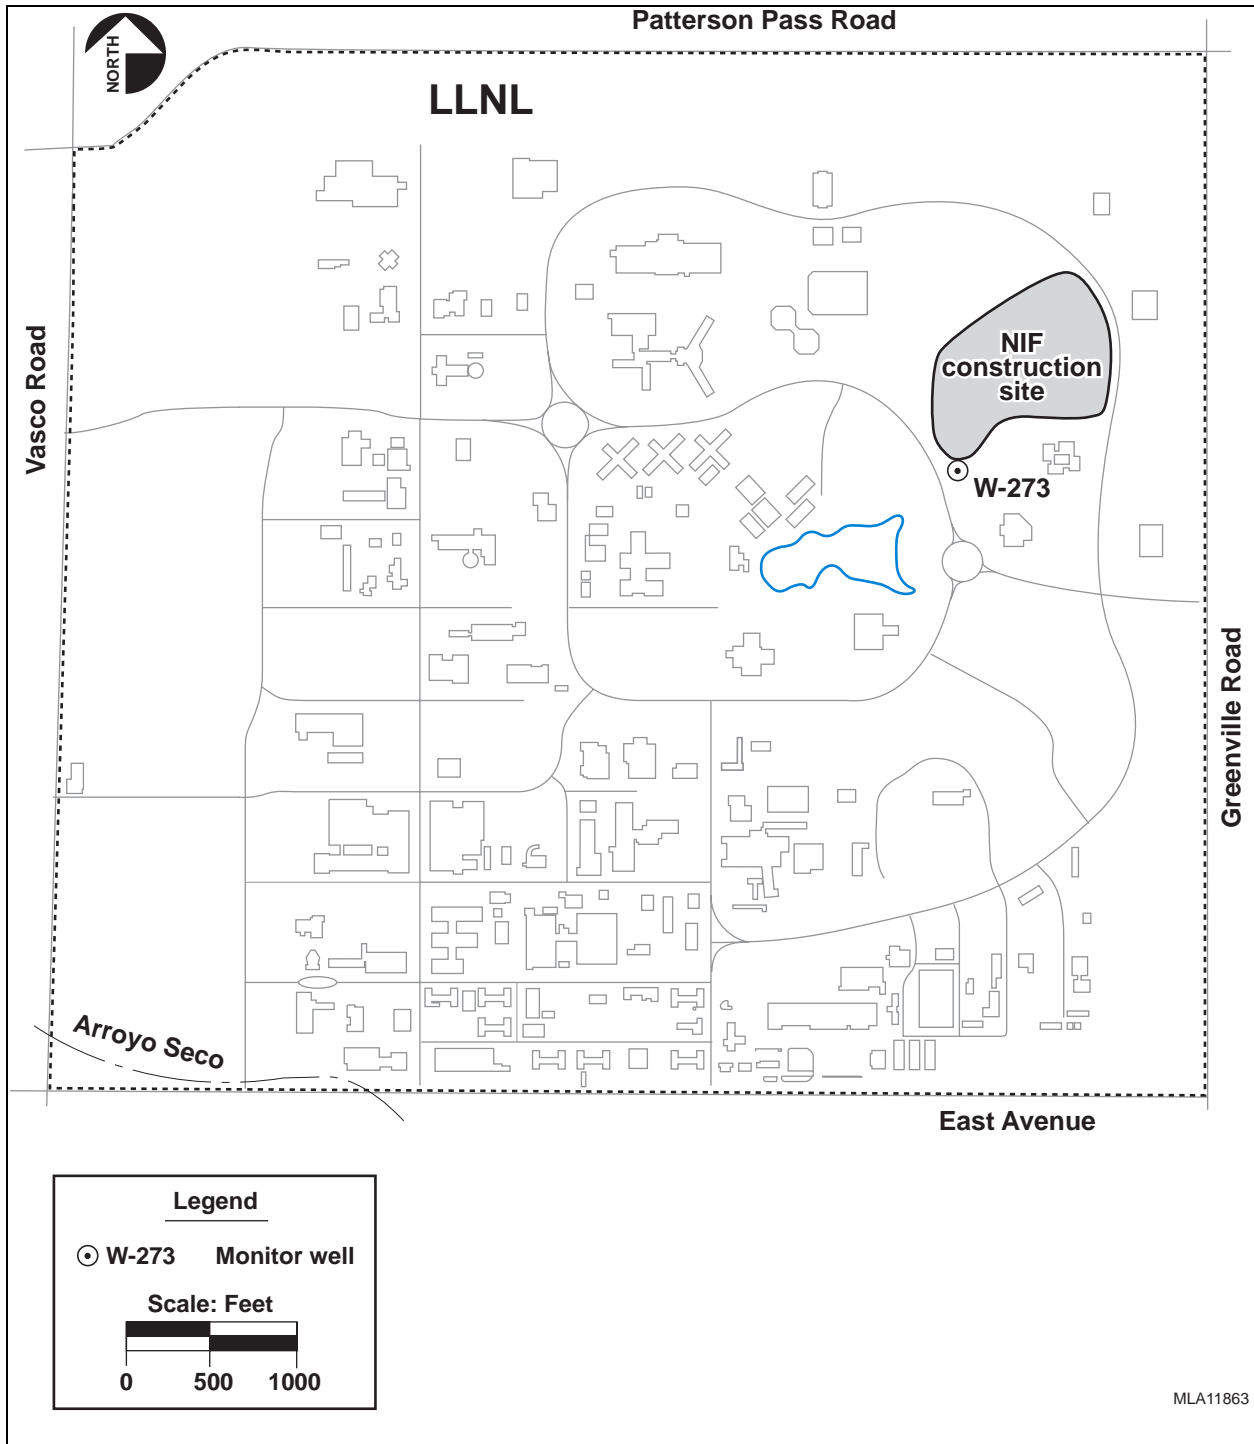 Patterson Pass Road
NORTH
LLNL
Vasco Road
NIF
construction
site
W-273
Greenville Road
Arroyo Seco
East Avenue
Legend
W-273 Monitor well
Scale: Feet
0 500 1000
MLA11863